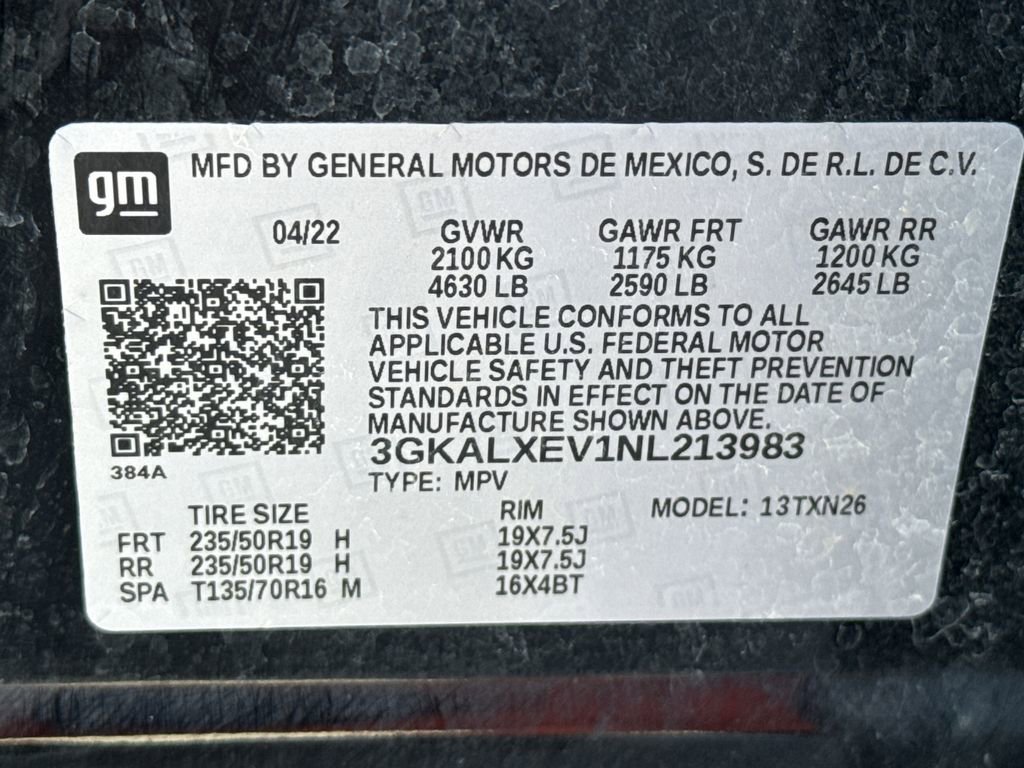 gm
MFD BY GENERAL MOTORS DE MEXICO, S. DE R.L. DE C.V.
04/22 GVWR GAWR FRT GAWR RR
2100 KG 1175 KG 1200 KG
4630 LB 2590 LB 2645 LB
THIS VEHICLE CONFORMS TO ALL
APPLICABLE U.S. FEDERAL MOTOR
VEHICLE SAFETY AND THEFT PREVENTION
STANDARDS IN EFFECT ON THE DATE OF
MANUFACTURE SHOWN ABOVE.
3GKALXEV1NL213983
384A
TYPE: MPV
TIRE SIZE RIM MODEL: 13TXN26
FRT 235/50R19 H 19X7.5J
RR 235/50R19 H 19X7.5J
SPA T135/70R16 M 16X4BT